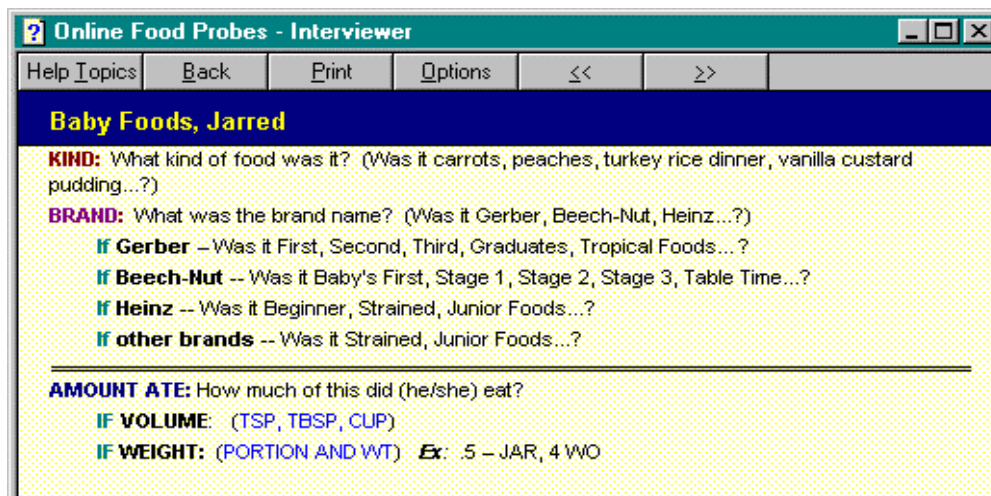 Online Food Probes - Interviewer
Help Topics Back Print Options << >>
Baby Foods, Jarred
KIND: What kind of food was it? (Was it carrots, peaches, turkey rice dinner, vanilla custard
pudding...?)
BRAND: What was the brand name? (Was it Gerber, Beech-Nut, Heinz...?)
If Gerber – Was it First, Second, Third, Graduates, Tropical Foods...?
If Beech-Nut -- Was it Baby's First, Stage 1, Stage 2, Stage 3, Table Time...?
If Heinz -- Was it Beginner, Strained, Junior Foods...?
If other brands -- Was it Strained, Junior Foods...?
AMOUNT ATE: How much of this did (he/she) eat?
IF VOLUME: (TSP, TBSP, CUP)
IF WEIGHT: (PORTION AND WT) Ex: .5 – JAR, 4 WO